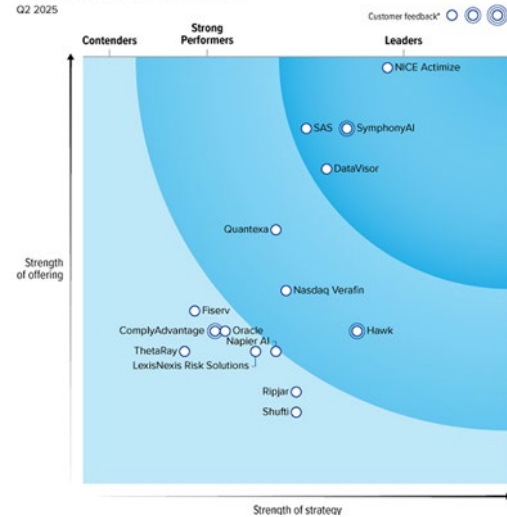 Q2 2025
Customer feedback*
Contenders
Strong
Performers
Leaders
NICE Actimize
SAS
SymphonyAI
DataVisor
Quantexa
Strength
of offering
Nasdaq Verafin
Fiserv
ComplyAdvantage
Oracle
Hawk
Napier AI
ThetaRay
LexisNexis Risk Solutions
Ripjar
Shufti
Strength of strategy